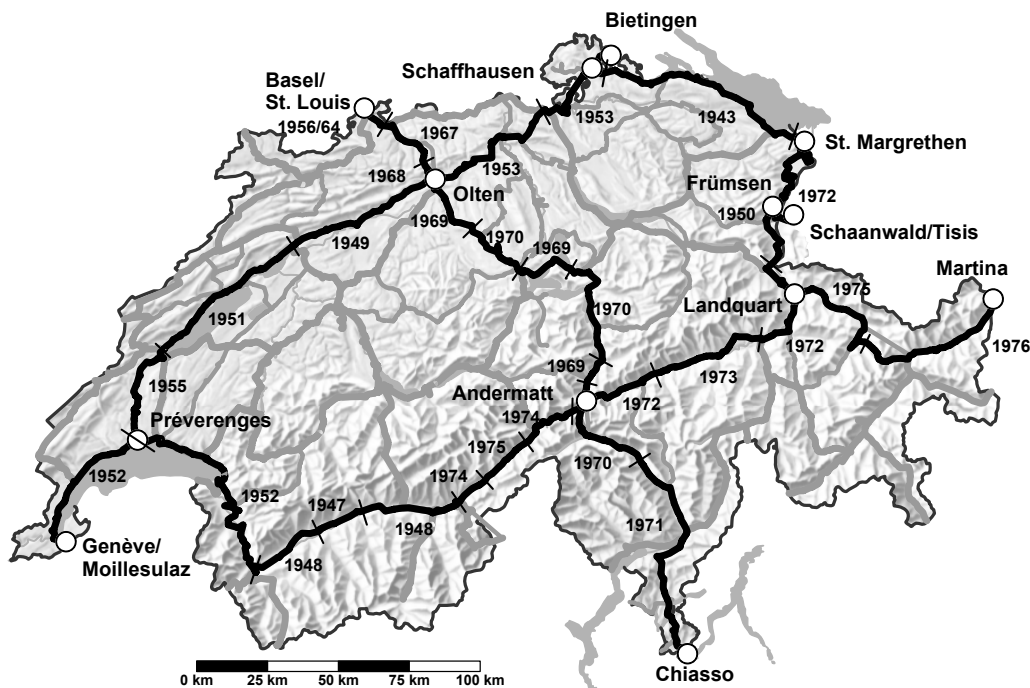 Bietingen
Schaffhausen
Basel/
St. Louis
1956/64
1967
1953
1943
1968
1953
St. Margrethen
Olten
Frümsen
1972
1969
1950
1949
1970
1969
Schaanwald/Tisis
Martina
1975
Landquart
1951
1970
1972
1976
1955
1969
1973
Andermatt
1972
Préverenges
1974
1975
1970
1952
1974
1952
1947
1948
1971
Genève/
Moillesulaz
1948
Chiasso
0 km 25 km 50 km 75 km 100 km